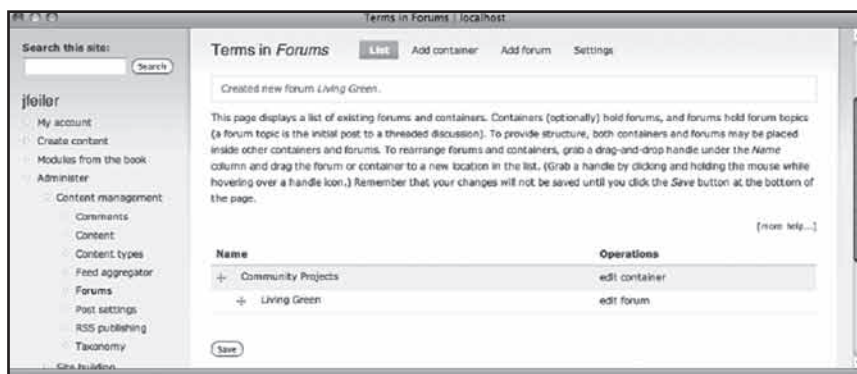 Terms in Forums | localhost
Search this site:
Search
jfeiler
My account
Create content
Modules from the book
Administer
Content management
Comments
Content
Content types
Feed aggregator
Forums
Post settings
RSS publishing
Taxonomy
Site building
Terms in Forums
List
Add container
Add forum
Settings
Created new forum Living Green.
This page displays a list of existing forums and containers. Containers (optionally) hold forums, and forums hold forum topics
(a forum topic is the initial post to a threaded discussion). To provide structure, both containers and forums may be placed
inside other containers and forums. To rearrange forums and containers, grab a drag-and-drop handle under the Name
column and drag the forum or container to a new location in the list. (Grab a handle by clicking and holding the mouse while
hovering over a handle icon.) Remember that your changes will not be saved until you click the Save button at the bottom of
the page.
[more help...]
Name Operations
Community Projects edit container
Living Green edit forum
Save